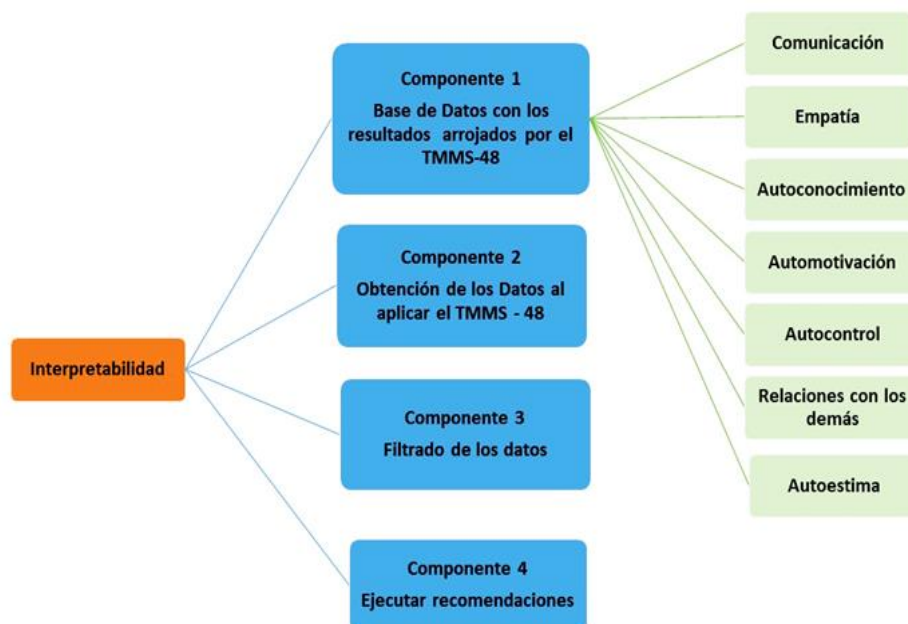 Interpretabilidad
Componente 1
Base de Datos con los
resultados arrojados por el
TMMS-48
Componente 2
Obtención de los Datos al
aplicar el TMMS - 48
Componente 3
Filtrado de los datos
Componente 4
Ejecutar recomendaciones
Comunicación
Empatía
Autoconocimiento
Automotivación
Autocontrol
Relaciones con los
demás
Autoestima